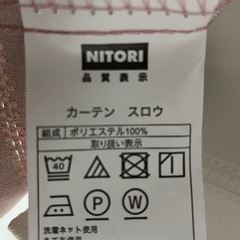 NITORI
品質表示
カーテン　スロウ
組成 ポリエステル100%
取り扱い表示
40
P W
洗濯ネット使用